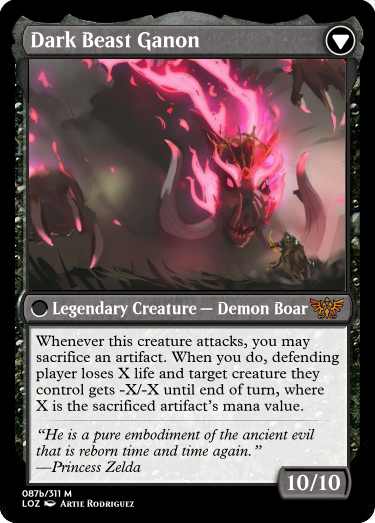 Dark Beast Ganon
Legendary Creature — Demon Boar
Whenever this creature attacks, you may
sacrifice an artifact. When you do, defending
player loses X life and target creature they
control gets -X/-X until end of turn, where
X is the sacrificed artifact’s mana value.
“He is a pure embodiment of the ancient evil
that is reborn time and time again.”
—Princess Zelda
10/10
087b/311 M
LOZ Artie Rodriguez